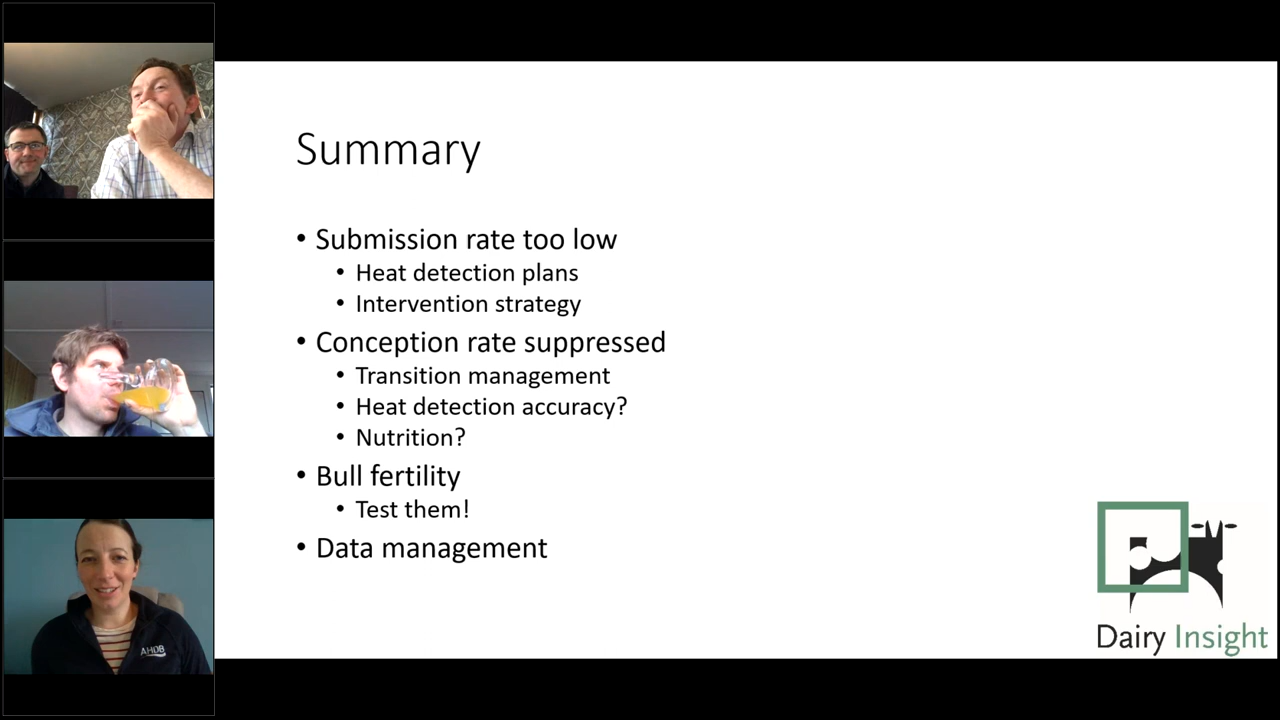 Summary
• Submission rate too low
• Heat detection plans
• Intervention strategy
• Conception rate suppressed
• Transition management
• Heat detection accuracy?
• Nutrition?
• Bull fertility
• Test them!
• Data management
AHDB
Dairy Insight